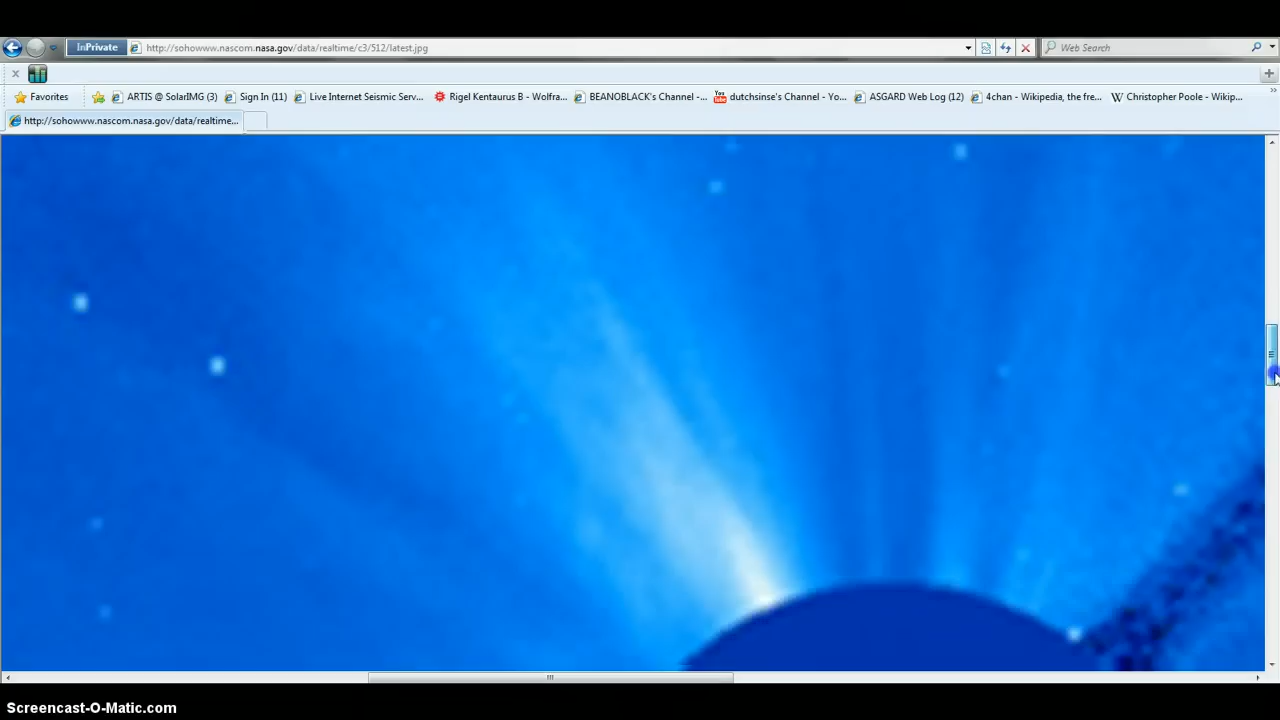 InPrivate http://sohowww.nascom.nasa.gov/data/realtime/c3/512/latest.jpg Web Search
Favorites ARTIS @ SolarIMG (3) Sign In (11) Live Internet Seismic Serv... Rigel Kentaurus B - Wolfra... BEANOBLACK's Channel -... You Tube dutchsinse's Channel - Yo... ASGARD Web Log (12) 4chan - Wikipedia, the fre... Christopher Poole - Wikip...
http://sohowww.nascom.nasa.gov/data/realtime...
Screencast-O-Matic.com